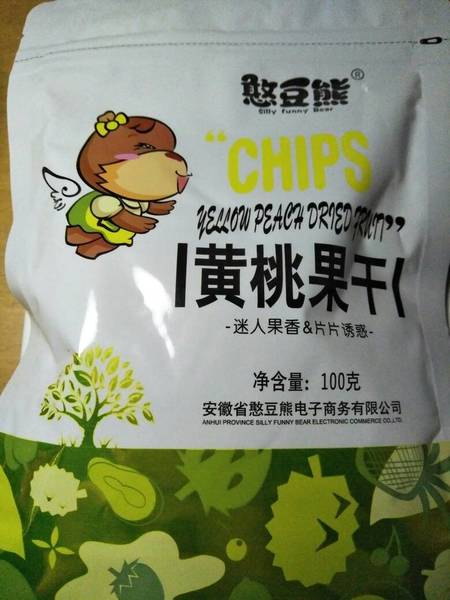 憨豆熊®
Silly Funny Bear
“CHIPS
YELLOW PEACH DRIED FRUIT”
黄桃果干
-迷人果香&片片诱惑-
净含量: 100克
安徽省憨豆熊电子商务有限公司
ANHUI PROVINCE SILLY FUNNY BEAR ELECTRONIC COMMERCE CO.,LTD.